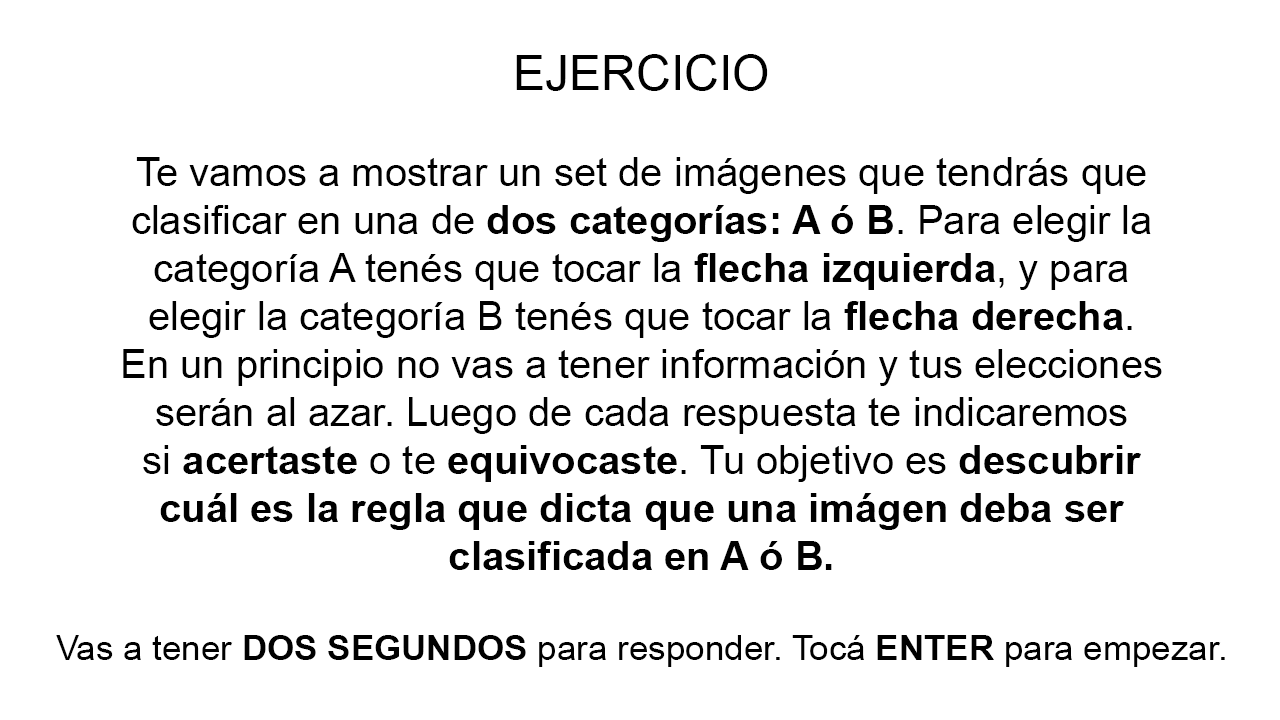 EJERCICIO
Te vamos a mostrar un set de imágenes que tendrás que
clasificar en una de dos categorías: A ó B. Para elegir la
categoría A tenés que tocar la flecha izquierda, y para
elegir la categoría B tenés que tocar la flecha derecha.
En un principio no vas a tener información y tus elecciones
serán al azar. Luego de cada respuesta te indicaremos
si acertaste o te equivocaste. Tu objetivo es descubrir
cuál es la regla que dicta que una imágen deba ser
clasificada en A ó B.
Vas a tener DOS SEGUNDOS para responder. Tocá ENTER para empezar.